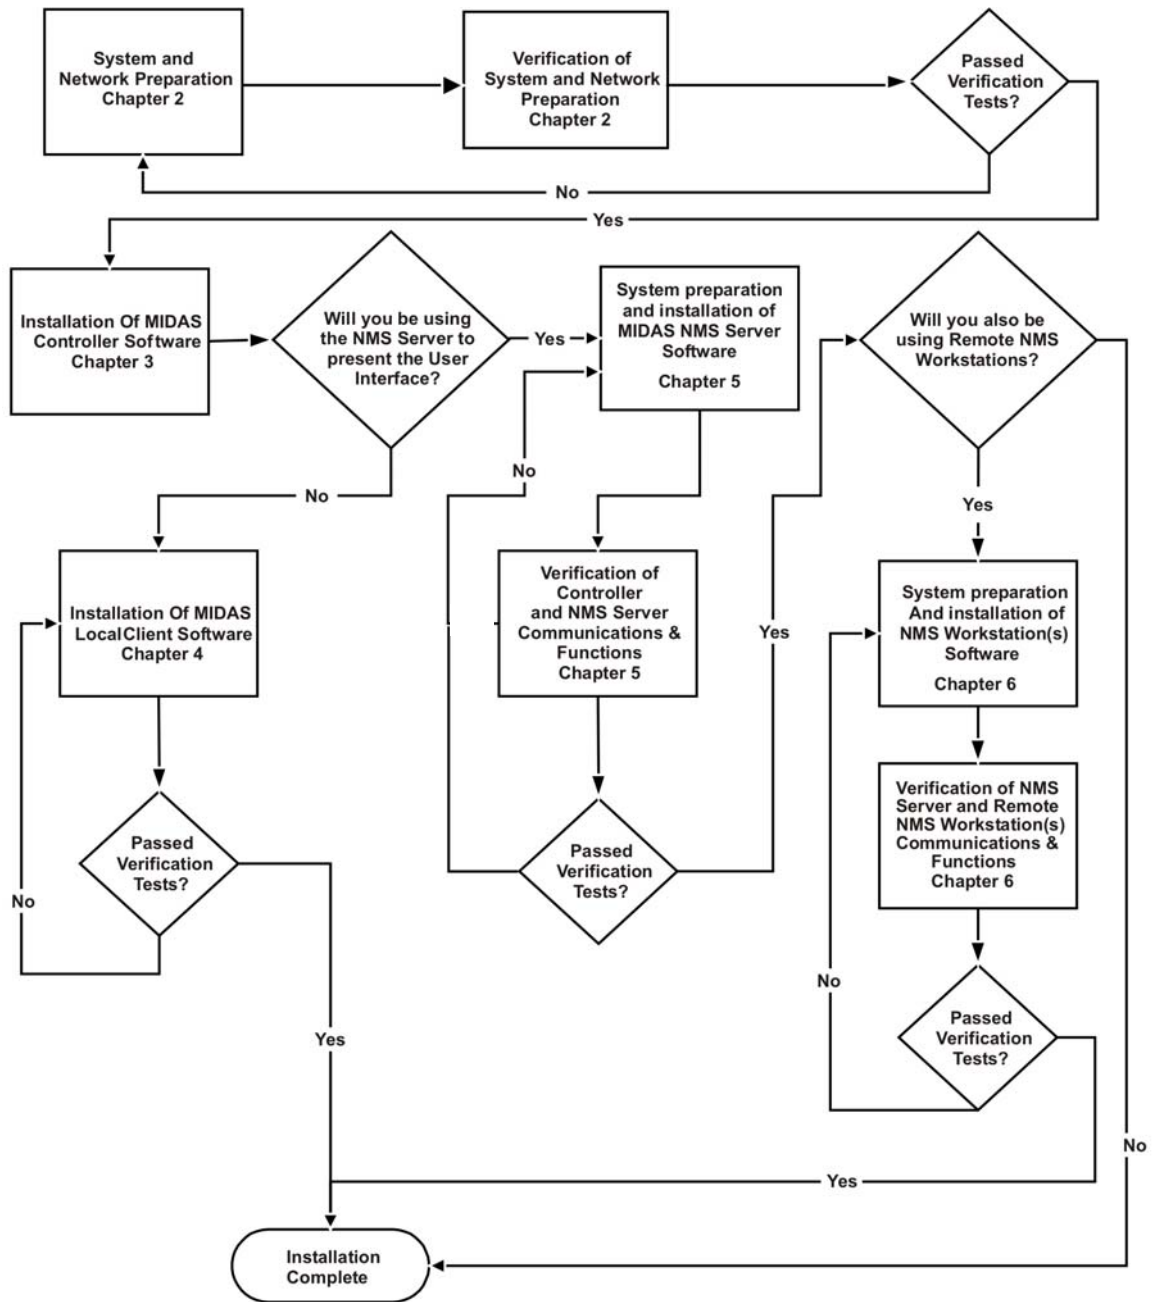 System and
Network Preparation
Chapter 2
Verification of
System and Network
Preparation
Chapter 2
Passed
Verification
Tests?
No
Yes
Installation Of MIDAS
Controller Software
Chapter 3
Will you be using
the NMS Server to
present the User
Interface?
Yes
System preparation
and installation of
MIDAS NMS Server
Software
Chapter 5
Will you also be
using Remote NMS
Workstations?
No
No
Yes
Installation Of MIDAS
LocalClient Software
Chapter 4
Verification of
Controller
and NMS Server
Communications &
Functions
Chapter 5
Yes
System preparation
And installation of
NMS Workstation(s)
Software
Chapter 6
Verification of NMS
Server and Remote
NMS Workstation(s)
Communications &
Functions
Chapter 6
Passed
Verification
Tests?
No
Passed
Verification
Tests?
No
Passed
Verification
Tests?
Yes
No
Yes
Installation
Complete